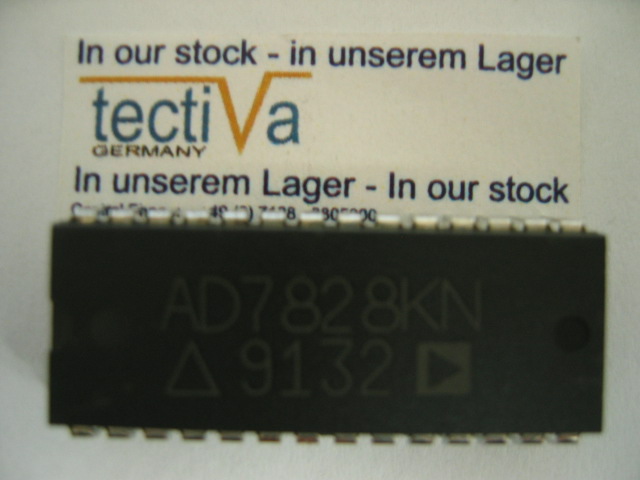 In our stock - in unserem Lager
tectiVa
GERMANY
In unserem Lager - In our stock
AD7828KN
9132